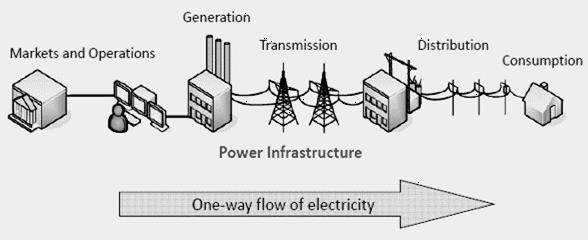 Generation
Markets and Operations
Transmission
Distribution
Consumption
Power Infrastructure
One-way flow of electricity